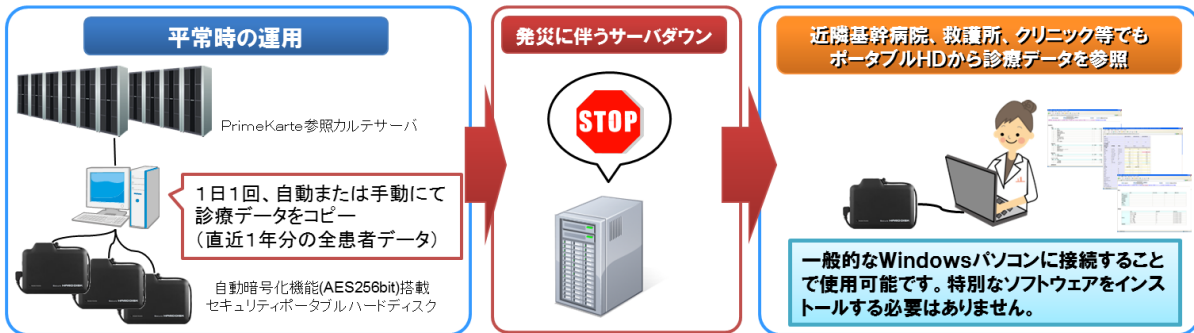 平常時の運用
PrimeKarte参照カルテサーバ
1日1回、自動または手動にて
診療データをコピー
(直近1年分の全患者データ)
自動暗号化機能(AES256bit)搭載
セキュリティポータブルハードディスク
発災に伴うサーバダウン
STOP
近隣基幹病院、救護所、クリニック等でも
ポータブルHDから診療データを参照
一般的なWindowsパソコンに接続すること
で使用可能です。特別なソフトウェアをインス
トールする必要はありません。